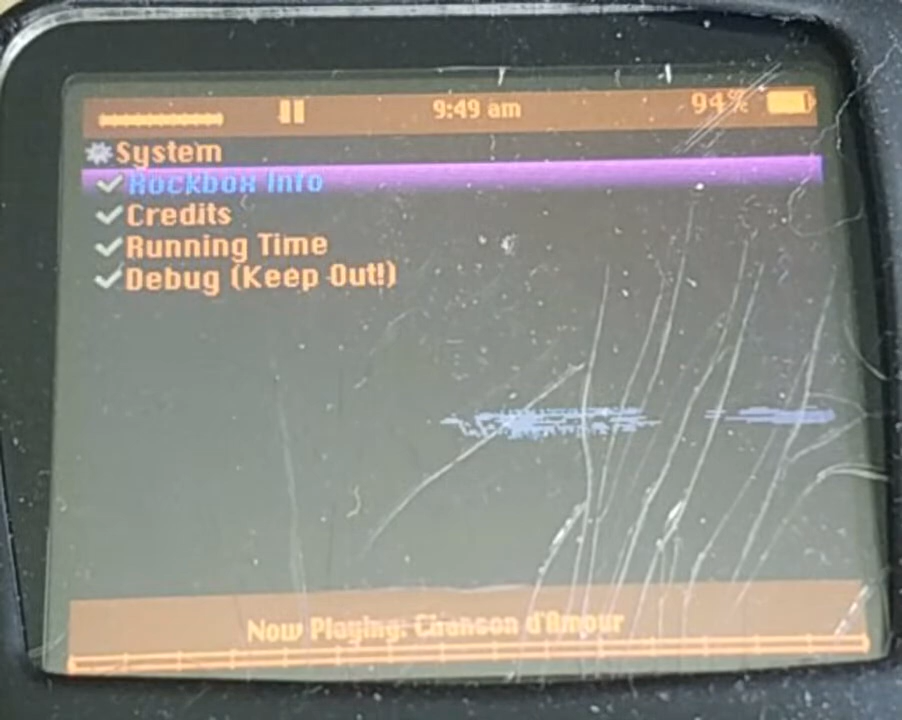 9:49 am 94%
System
Rockbox Info
Credits
Running Time
Debug (Keep Out!)
Now Playing: Chanson d'Amour